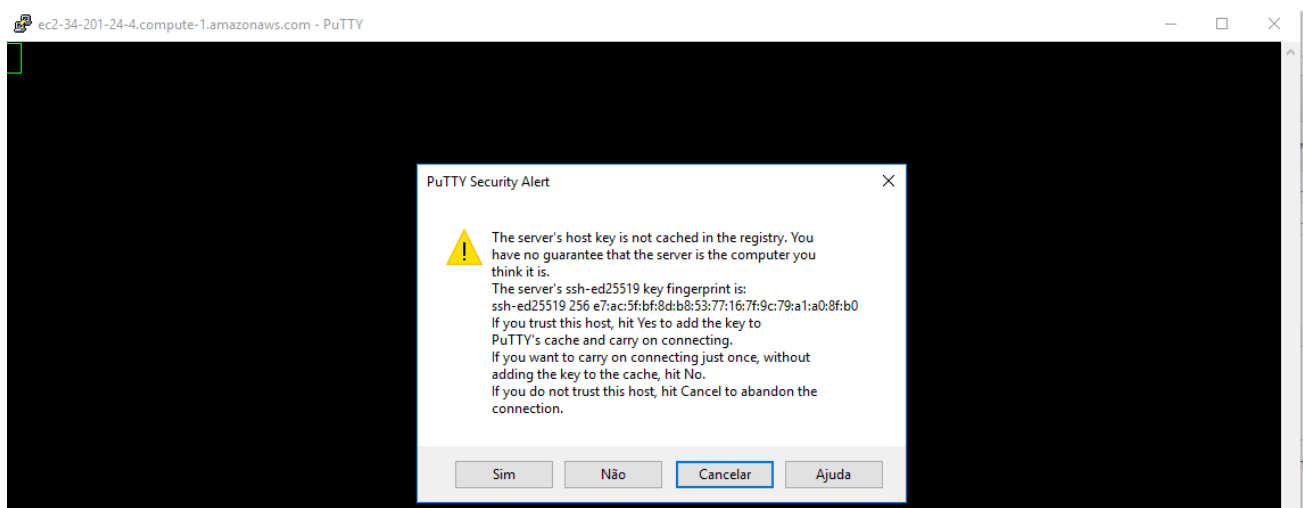 ec2-34-201-24-4.compute-1.amazonaws.com - PuTTY
PuTTY Security Alert
The server's host key is not cached in the registry. You
have no guarantee that the server is the computer you
think it is.
The server's ssh-ed25519 key fingerprint is:
ssh-ed25519 256 e7:ac:5f:bf:8d:b8:53:77:16:7f:9c:79:a1:a0:8f:b0
If you trust this host, hit Yes to add the key to
PuTTY's cache and carry on connecting.
If you want to carry on connecting just once, without
adding the key to the cache, hit No.
If you do not trust this host, hit Cancel to abandon the
connection.
Sim Não Cancelar Ajuda